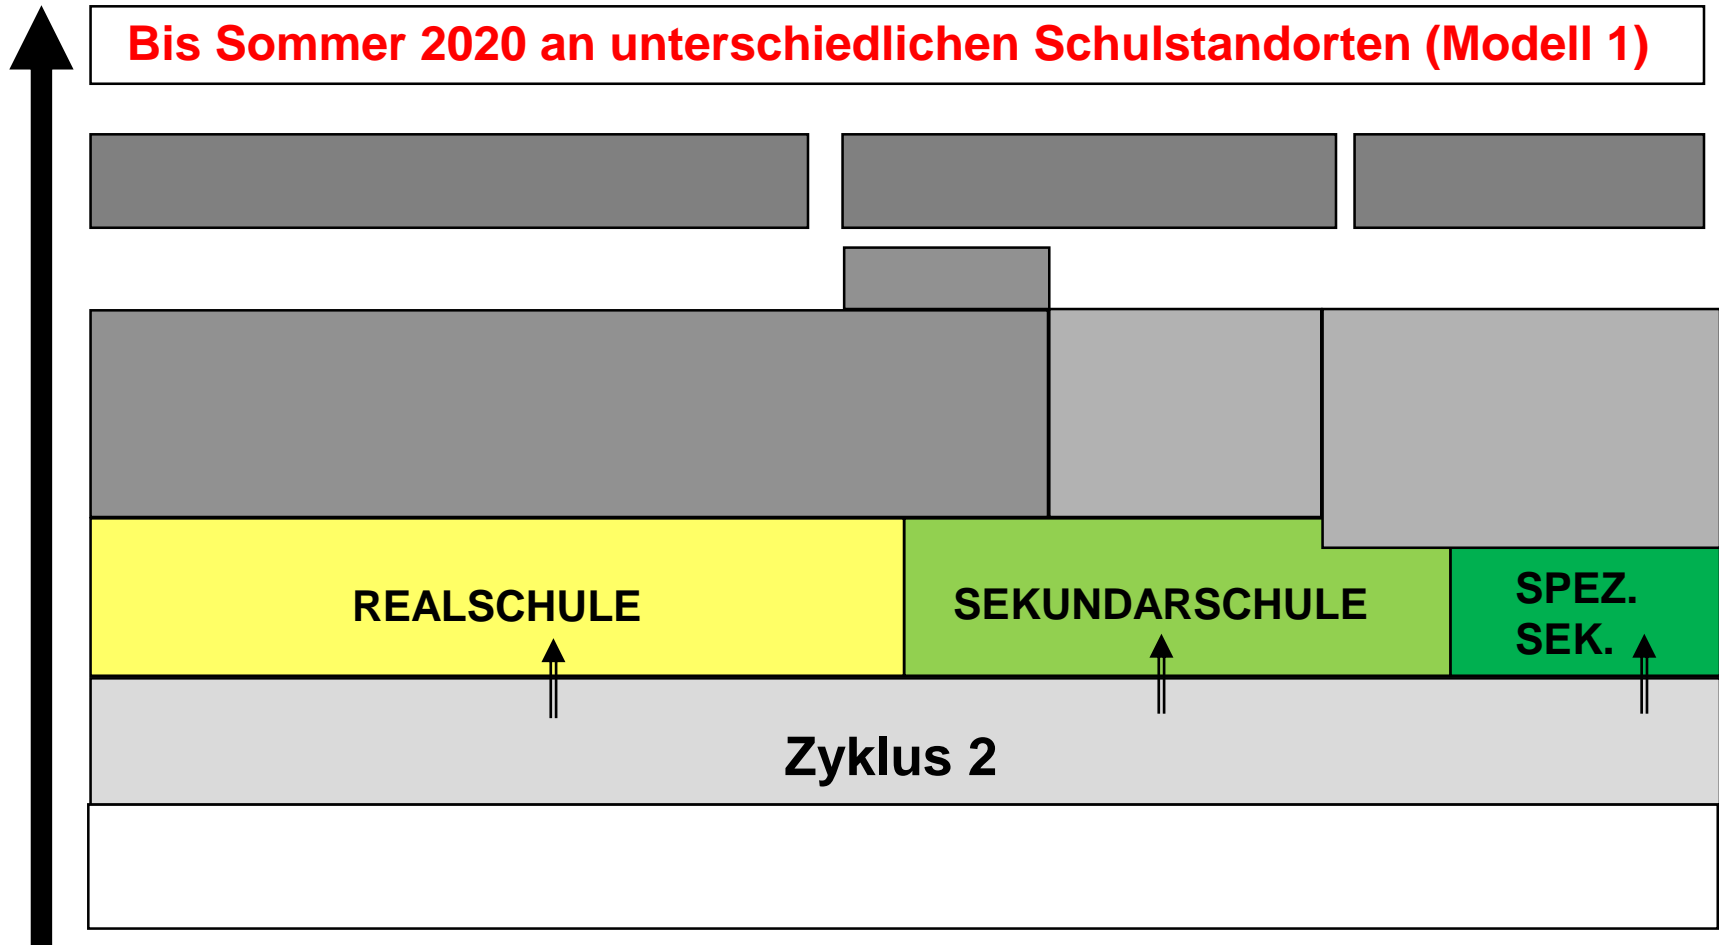 Bis Sommer 2020 an unterschiedlichen Schulstandorten (Modell 1)
REALSCHULE
SEKUNDARSCHULE
SPEZ.
SEK.
Zyklus 2